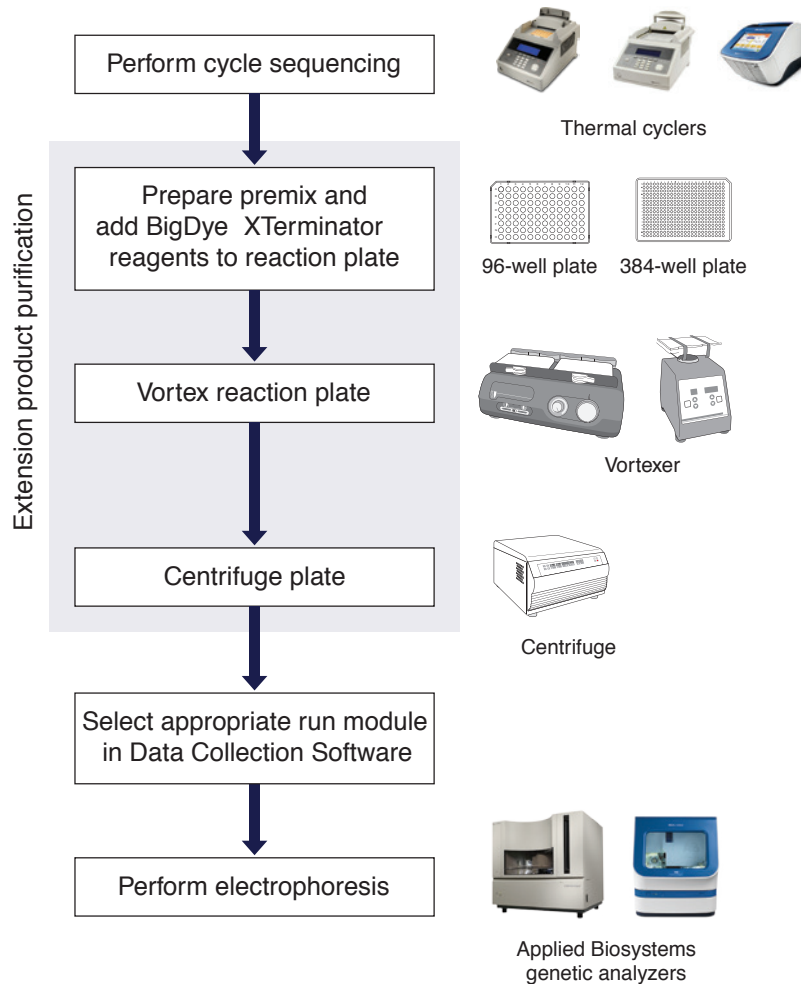 Perform cycle sequencing
Thermal cyclers
Extension product purification
Prepare premix and
add BigDye XTerminator
reagents to reaction plate
96-well plate
384-well plate
Vortex reaction plate
Vortexer
Centrifuge plate
Centrifuge
Select appropriate run module
in Data Collection Software
Perform electrophoresis
Applied Biosystems
genetic analyzers